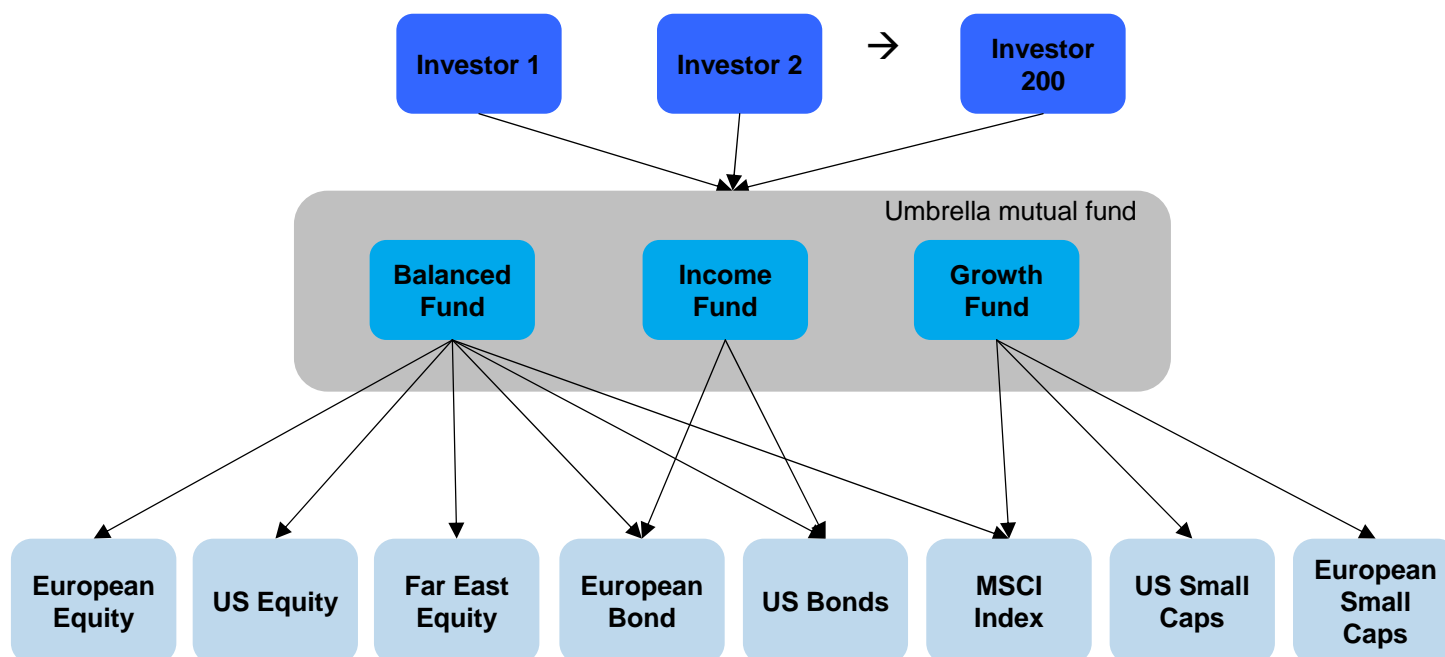 Investor 1
Investor 2
→
Investor
200
Umbrella mutual fund
Balanced
Fund
Income
Fund
Growth
Fund
European
Equity
US Equity
Far East
Equity
European
Bond
US Bonds
MSCI
Index
US Small
Caps
European
Small
Caps